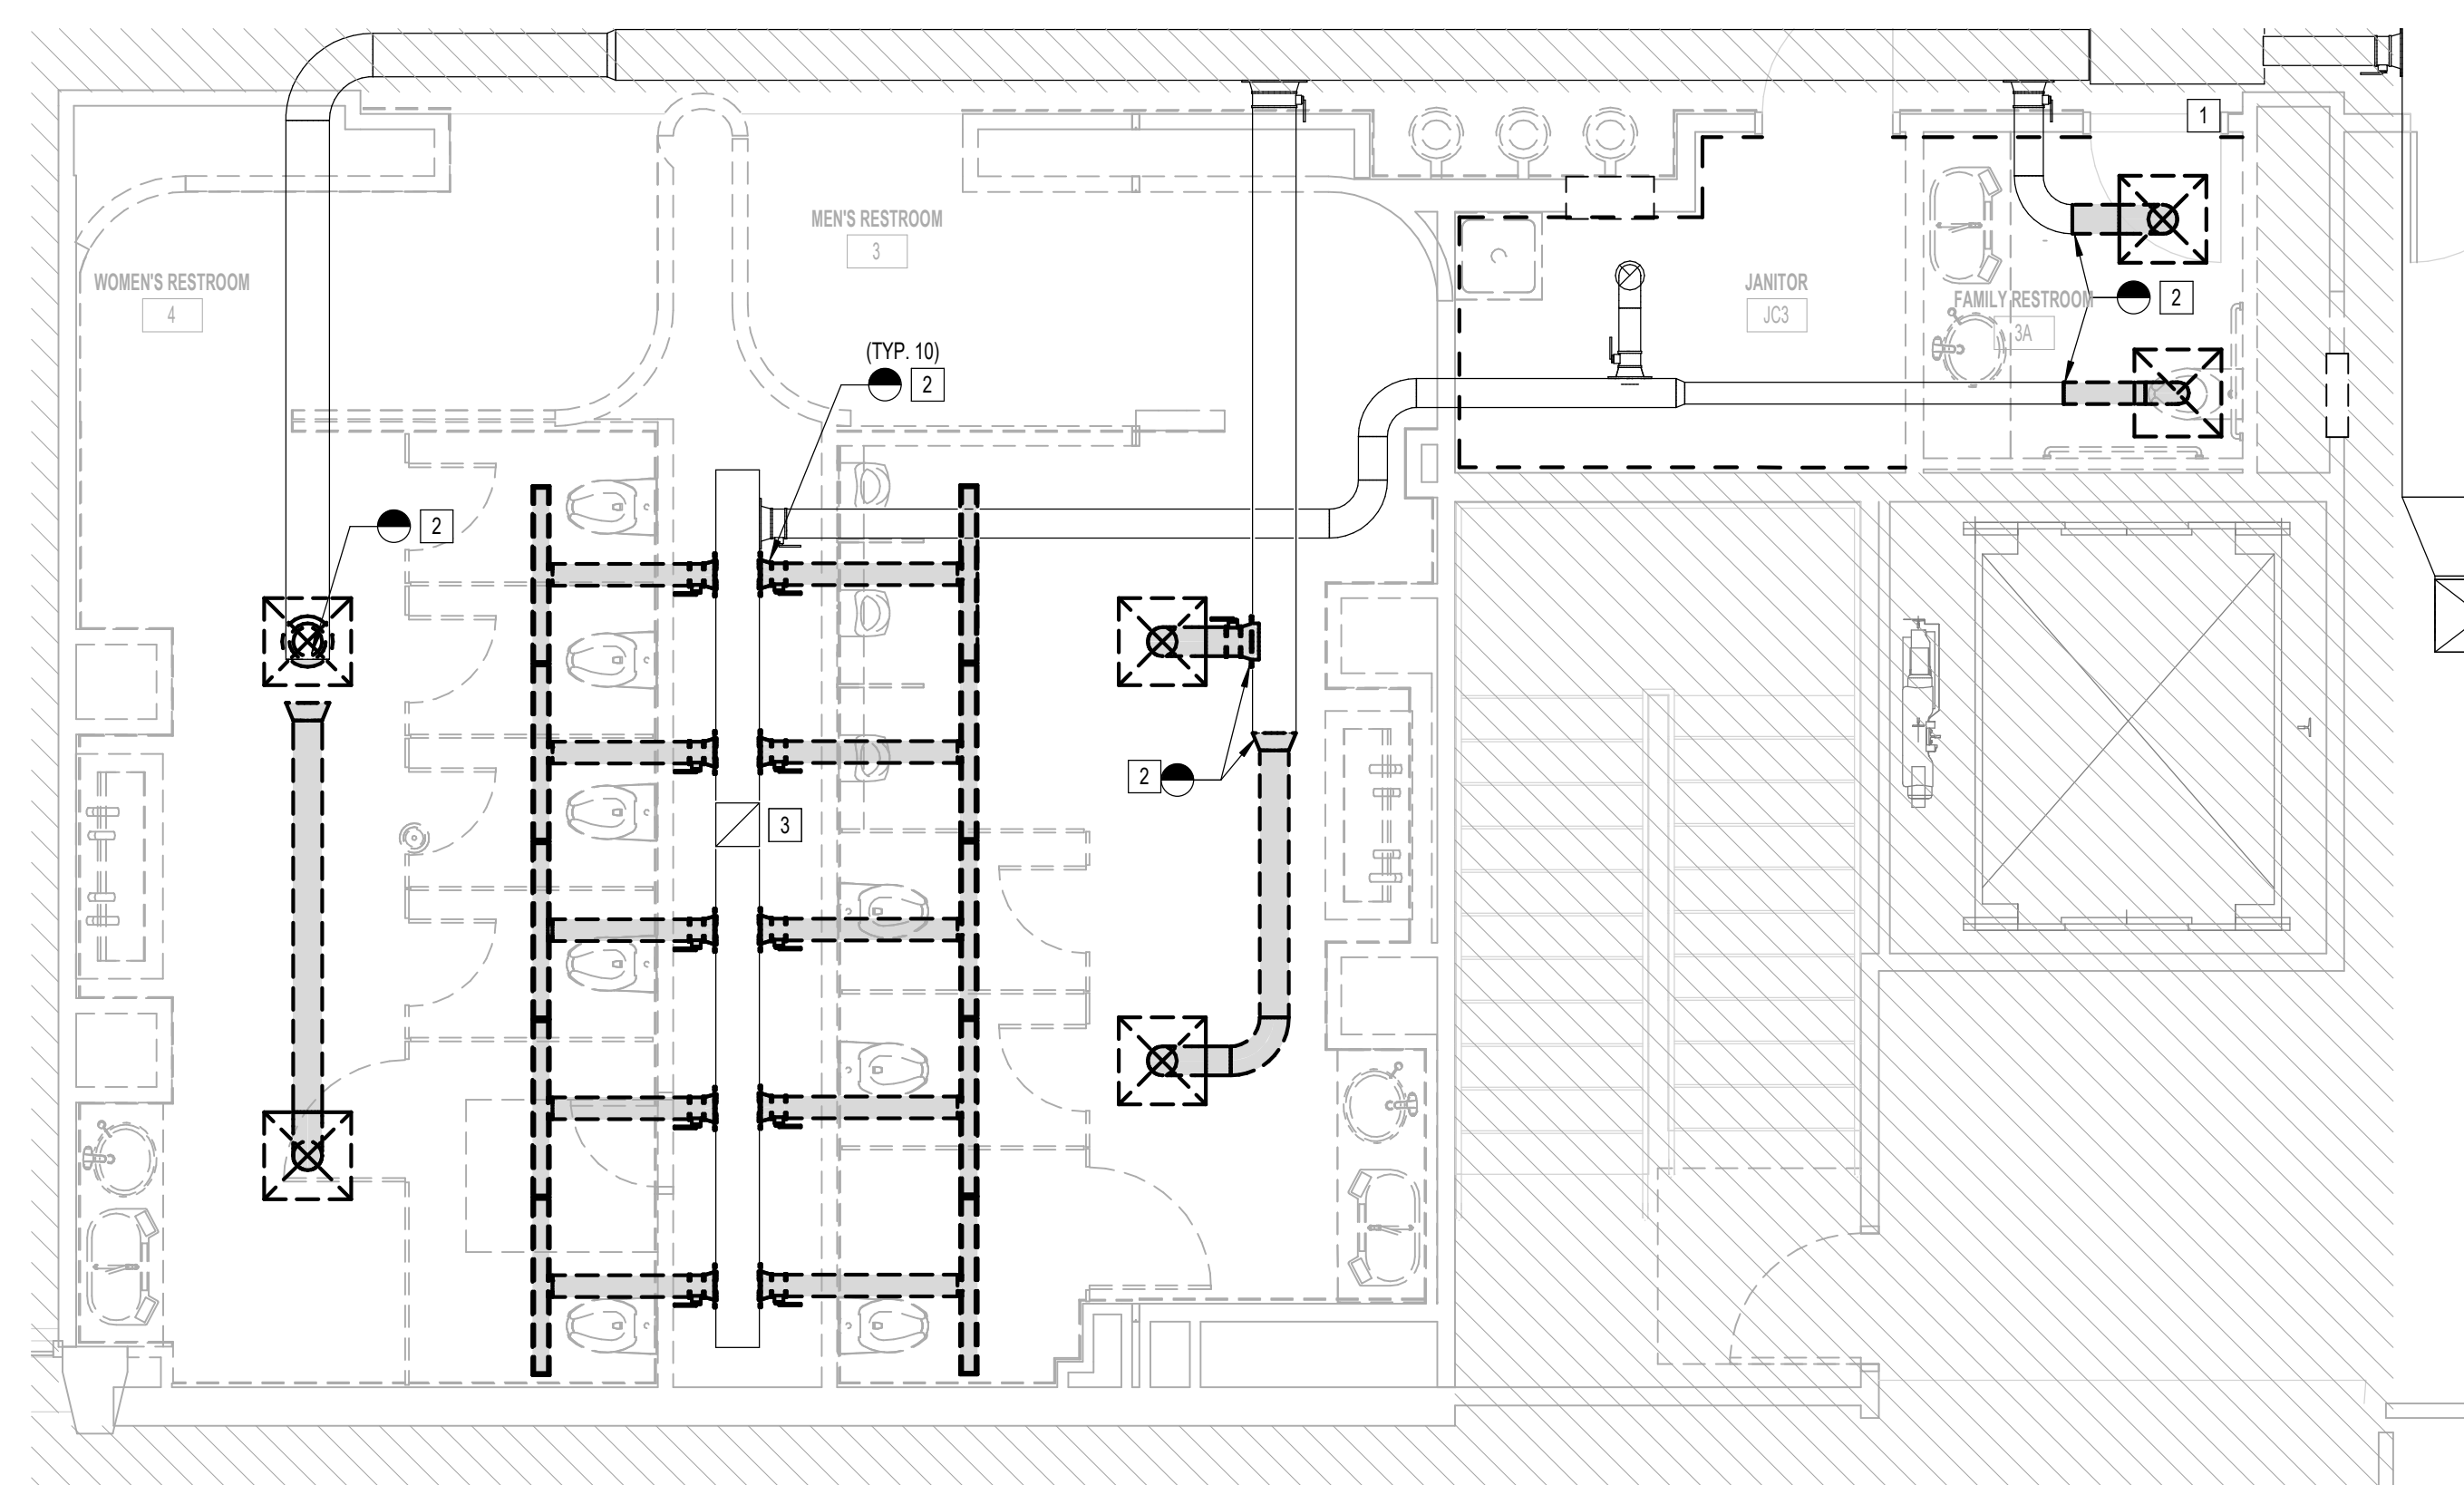 1
MEN'S RESTROOM
3
WOMEN'S RESTROOM
4
JANITOR
JC3
FAMILY RESTROOM
3A
2
(TYP. 10)
2
2
2
3